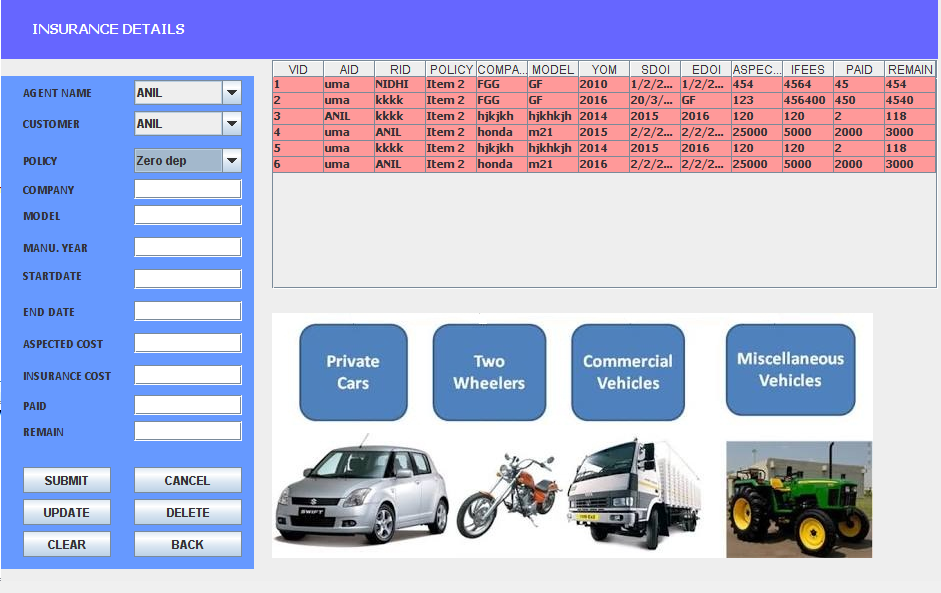 INSURANCE DETAILS
AGENT NAME ANIL
CUSTOMER ANIL
POLICY Zero dep
COMPANY
MODEL
MANU. YEAR
STARTDATE
END DATE
ASPECTED COST
INSURANCE COST
PAID
REMAIN
SUBMIT CANCEL
UPDATE DELETE
CLEAR BACK
VID AID RID POLICY COMPA... MODEL YOM SDOI EDOI ASPEC... IFEES PAID REMAIN
1 uma NIDHI Item 2 FGG GF 2010 1/2/2... 1/2/2... 454 4564 45 454
2 uma kkkk Item 2 FGG GF 2016 20/3/... GF 123 456400 450 4540
3 ANIL kkkk Item 2 hjkjkh hjkhkjh 2014 2015 2016 120 120 2 118
4 uma ANIL Item 2 honda m21 2015 2/2/2... 2/2/2... 25000 5000 2000 3000
5 uma kkkk Item 2 hjkjkh hjkhkjh 2014 2015 2016 120 120 2 118
6 uma ANIL Item 2 honda m21 2016 2/2/2... 2/2/2... 25000 5000 2000 3000
Private
Cars
Two
Wheelers
Commercial
Vehicles
Miscellaneous
Vehicles
SWIFT